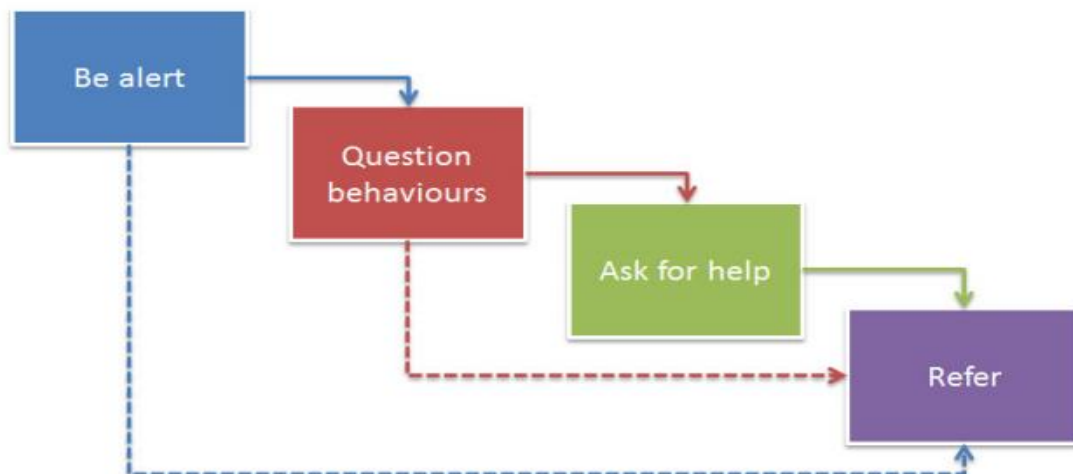 Be alert
Question
behaviours
Ask for help
Refer